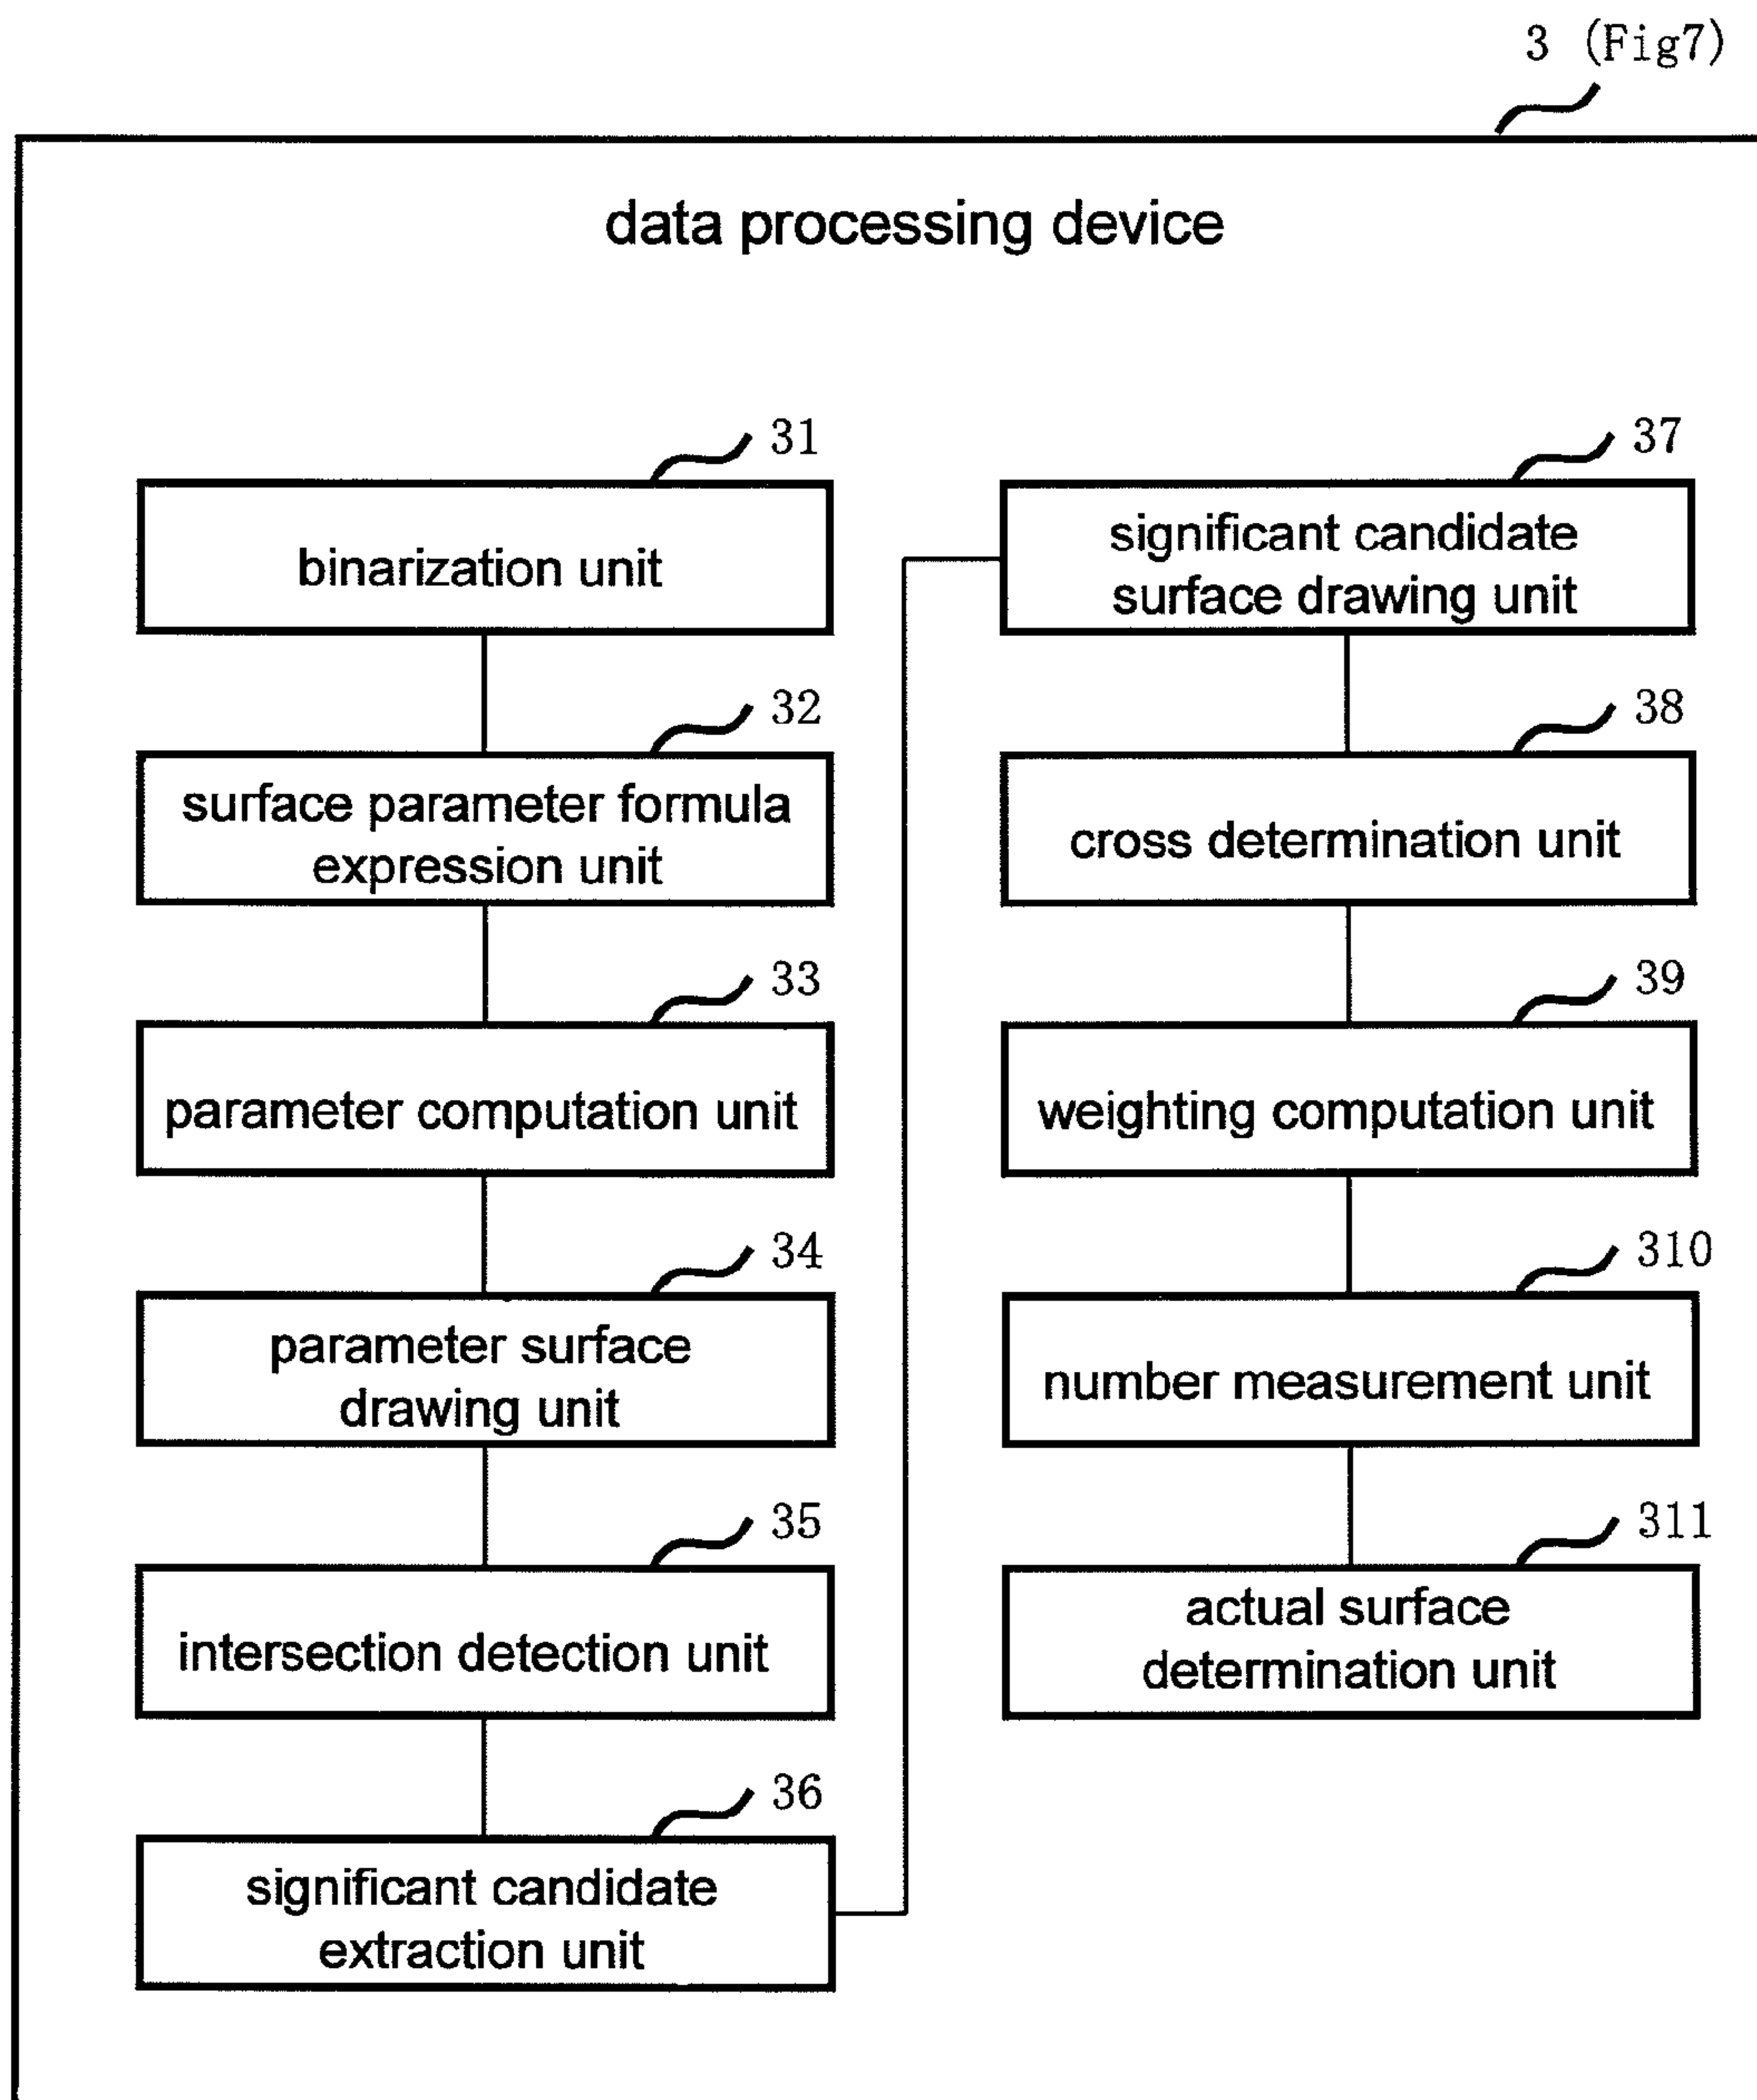 3 (Fig7)
data processing device
31
binarization unit
32
surface parameter formula
expression unit
33
parameter computation unit
34
parameter surface
drawing unit
35
intersection detection unit
36
significant candidate
extraction unit
37
significant candidate
surface drawing unit
38
cross determination unit
39
weighting computation unit
310
number measurement unit
311
actual surface
determination unit